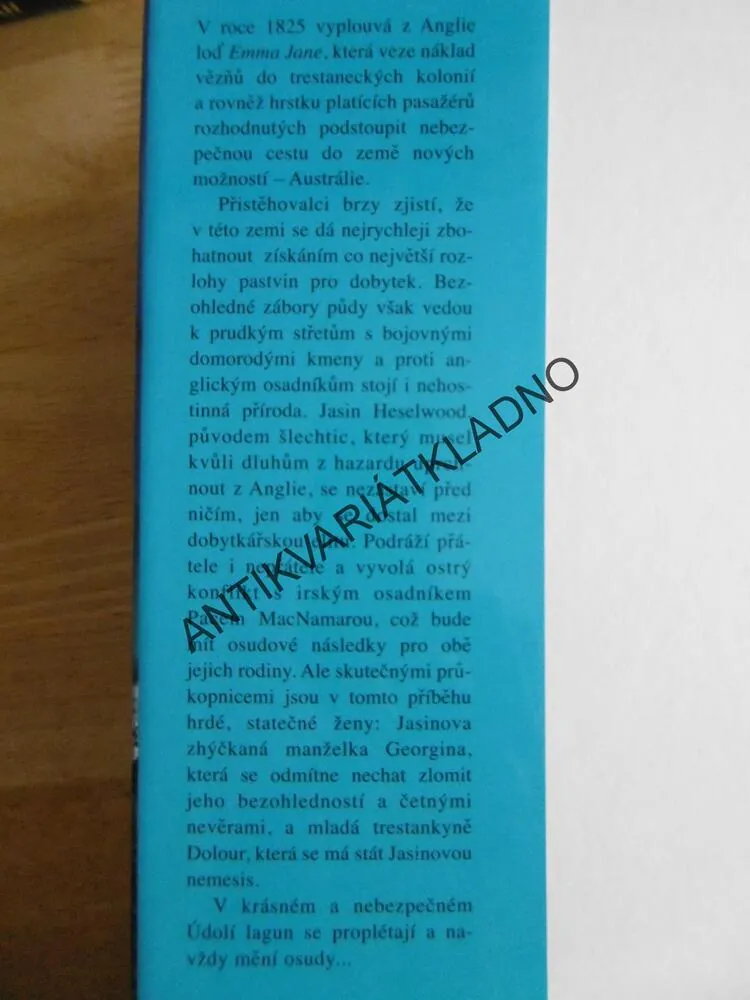 V roce 1825 vyplouvá z Anglie
loď Emma Jane, která veze náklad
vězňů do trestaneckých kolonií
a rovněž hrstku platících pasažérů
rozhodnutých podstoupit nebez-
pečnou cestu do země nových
možností – Austrálie.
Přistěhovalci brzy zjistí, že
v této zemi se dá nejrychleji zbo-
hatnout získáním co největší roz-
lohy pastvin pro dobytek. Bez-
ohledné zábory půdy však vedou
k prudkým střetům s bojovnými
domorodými kmeny a proti an-
glickým osadníkům stojí i nehos-
tinná příroda. Jasin Heselwood,
původem šlechtic, který musel
kvůli dluhům z hazardu
nout z Anglie, se nezastaví před
ničím, jen aby se dostal mezi
dobytkářskou elitu. Podráží přá-
tele i nepřátele a vyvolá ostrý
konflikt s irským osadníkem
Pacem MacNamarou, což bude
mít osudové následky pro obě
jejich rodiny. Ale skutečnými prů-
kopnicemi jsou v tomto příběhu
hrdé, statečné ženy: Jasinova
zhýčkaná manželka Georgina,
která se odmítne nechat zlomit
jeho bezohledností a četnými
nevěrami, a mladá trestankyně
Dolour, která se má stát Jasinovou
nemesis.
V krásném a nebezpečném
Údolí lagun se proplétají a na-
vždy mění osudy...
ANTIKVARIÁTKLADNO